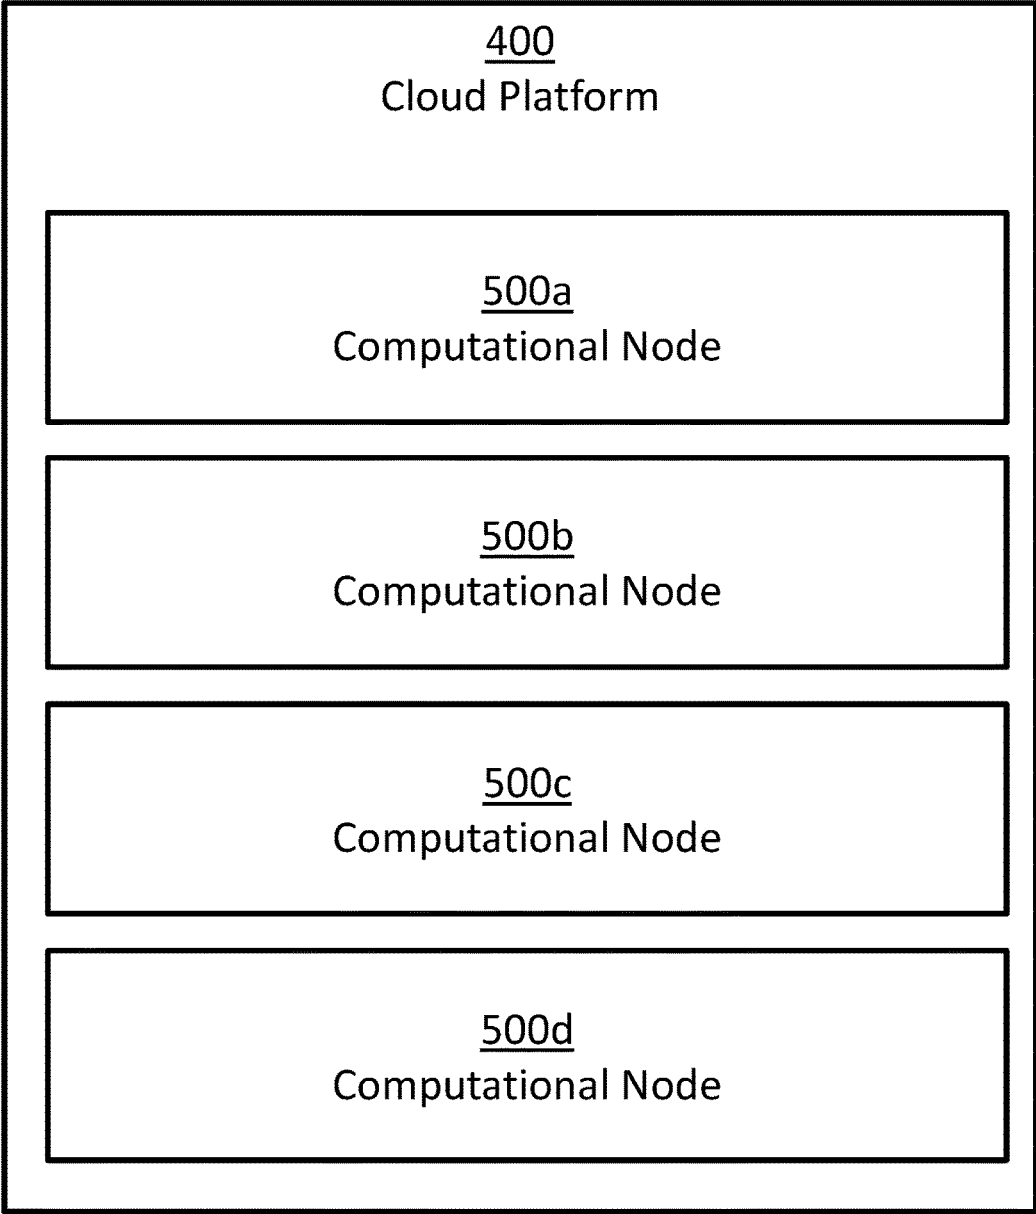 400
Cloud Platform
500a
Computational Node
500b
Computational Node
500c
Computational Node
500d
Computational Node